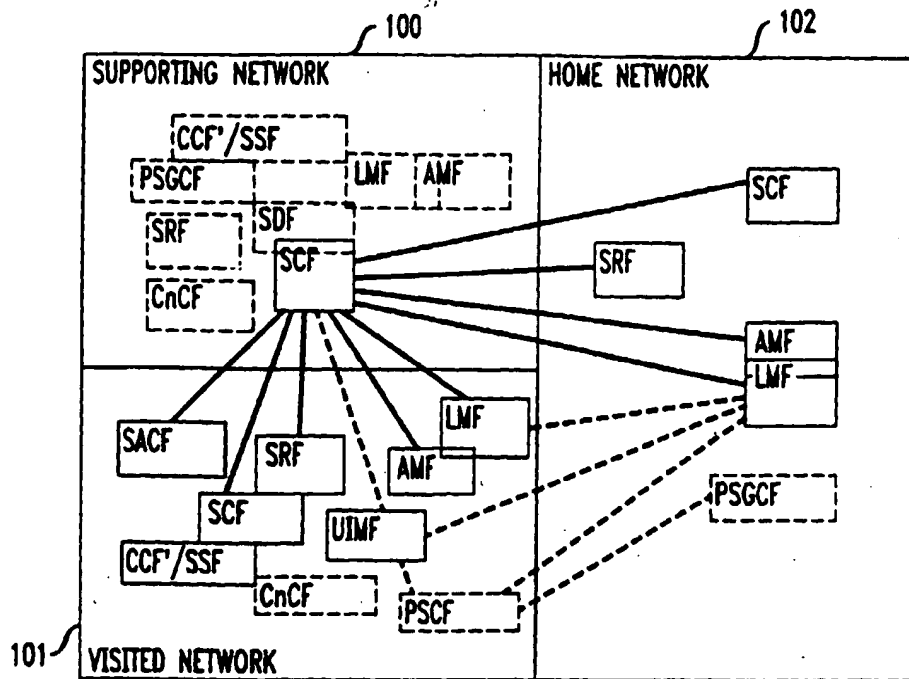 100
102
SUPPORTING NETWORK
HOME NETWORK
CCF'/SSF
PSGCF
LMF
AMF
SRF
SDF
SCF
CnCF
SCF
SRF
AMF
LMF
PSGCF
SACF
SRF
LMF
AMF
SCF
UIMF
CCF'/SSF
CnCF
PSCF
101
VISITED NETWORK